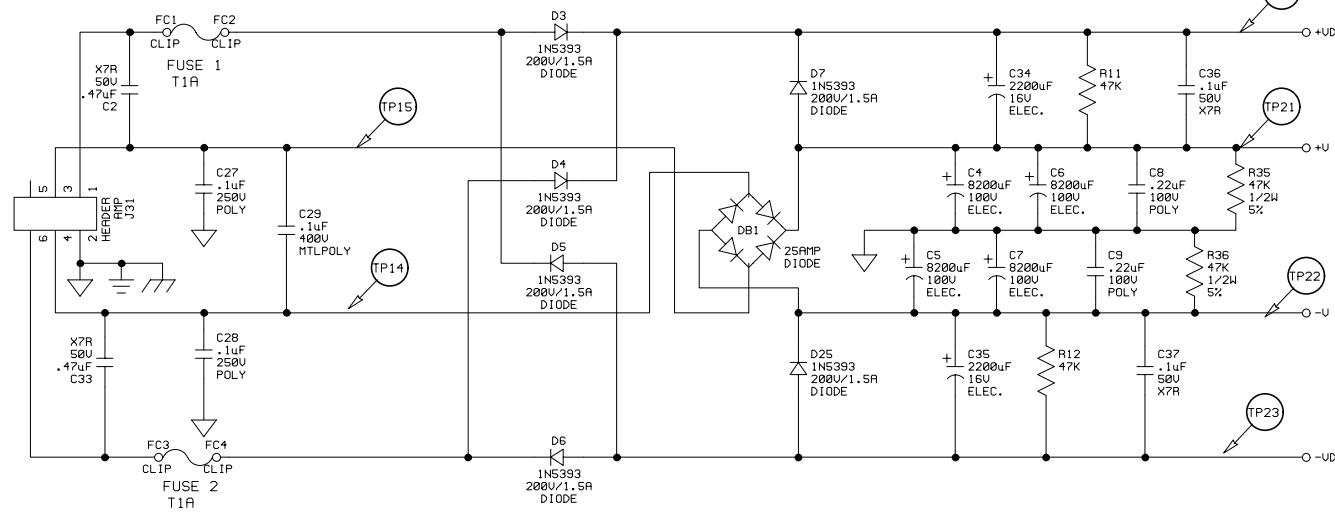 FC1
FC2
CLIP
CLIP
FUSE 1
T1A
X7R
50V
.47uF
C2
D3
1N5393
200V/1.5A
DIODE
+VD
D7
1N5393
200V/1.5A
DIODE
+
C34
2200uF
16V
ELEC.
R11
47K
C36
.1uF
50V
X7R
TP15
TP21
+V
5
3
1
6
4
2
HEADER
AMP
J31
C27
.1uF
250V
POLY
C29
.1uF
400V
MTLPOLY
D4
1N5393
200V/1.5A
DIODE
D5
1N5393
200V/1.5A
DIODE
DB1
25AMP
DIODE
+
C4
8200uF
100V
ELEC.
+
C6
8200uF
100V
ELEC.
C8
.22uF
100V
POLY
R35
47K
1/2W
5%
+
C5
8200uF
100V
ELEC.
+
C7
8200uF
100V
ELEC.
C9
.22uF
100V
POLY
R36
47K
1/2W
5%
TP14
TP22
-V
X7R
50V
.47uF
C33
C28
.1uF
250V
POLY
D25
1N5393
200V/1.5A
DIODE
+
C35
2200uF
16V
ELEC.
R12
47K
C37
.1uF
50V
X7R
TP23
FC3
FC4
CLIP
CLIP
FUSE 2
T1A
D6
1N5393
200V/1.5A
DIODE
-VD